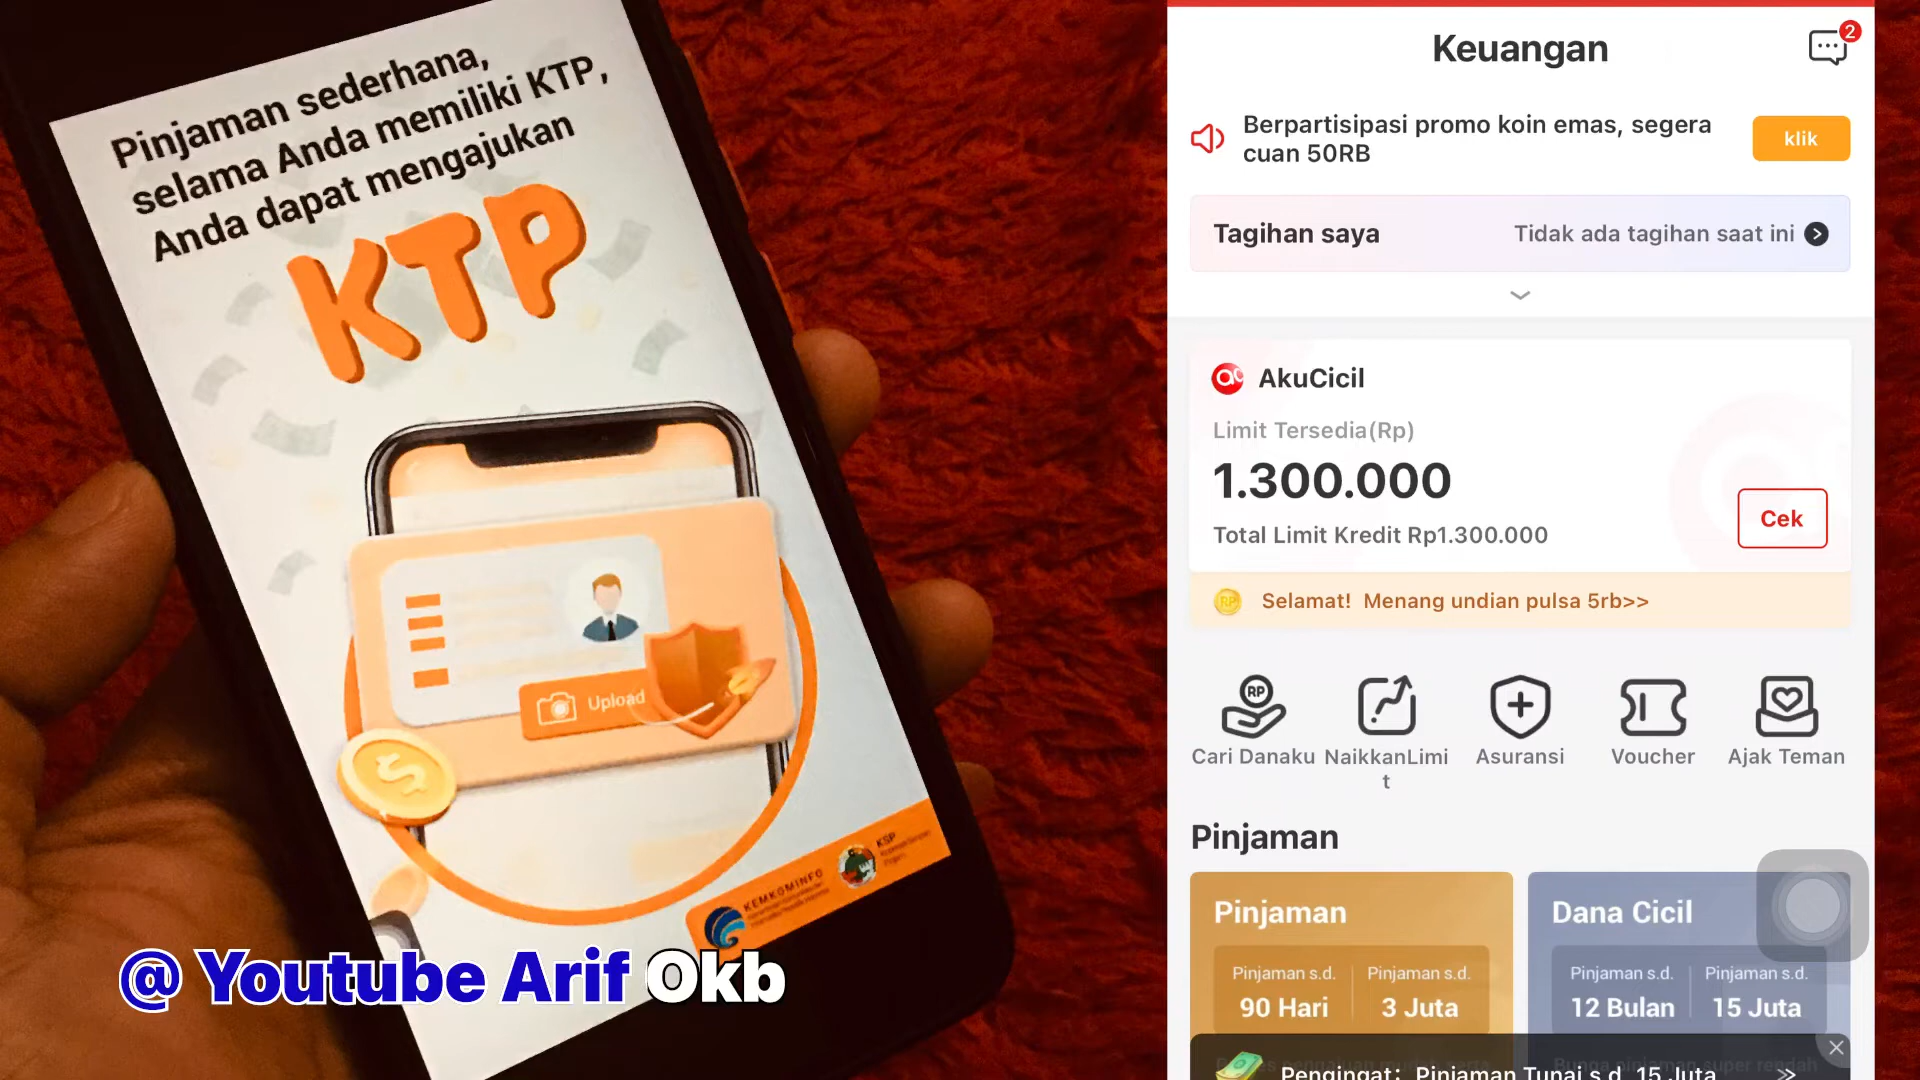 Pinjaman sederhana,
selama Anda memiliki KTP,
Anda dapat mengajukan
KTP
Upload
KEMKOMINFO
KSP
@ Youtube Arif Okb
Keuangan
2
Berpartisipasi promo koin emas, segera
cuan 50RB
klik
Tagihan saya
Tidak ada tagihan saat ini
AkuCicil
Limit Tersedia(Rp)
1.300.000
Total Limit Kredit Rp1.300.000
Cek
RP
Selamat! Menang undian pulsa 5rb>>
RP
Cari Danaku
NaikkanLimi
t
Asuransi
Voucher
Ajak Teman
Pinjaman
Pinjaman
Pinjaman s.d.
90 Hari
Pinjaman s.d.
3 Juta
Dana Cicil
Pinjaman s.d.
12 Bulan
Pinjaman s.d.
15 Juta
Pengingat: Pinjaman Tunai s.d. 15 Juta